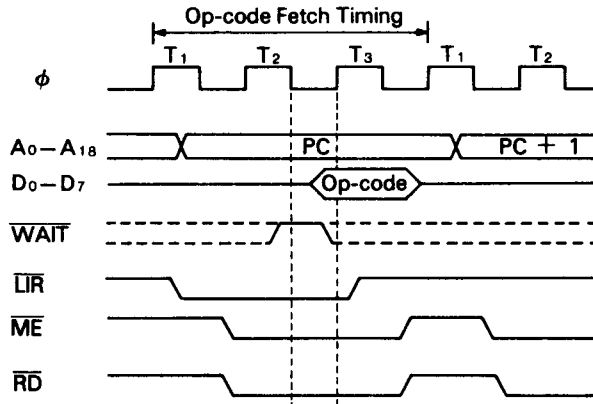 Op-code Fetch Timing
T1 T2 T3 T1 T2
ϕ
A0–A18 PC PC + 1
D0–D7 Op-code
WAIT
LIR
ME
RD